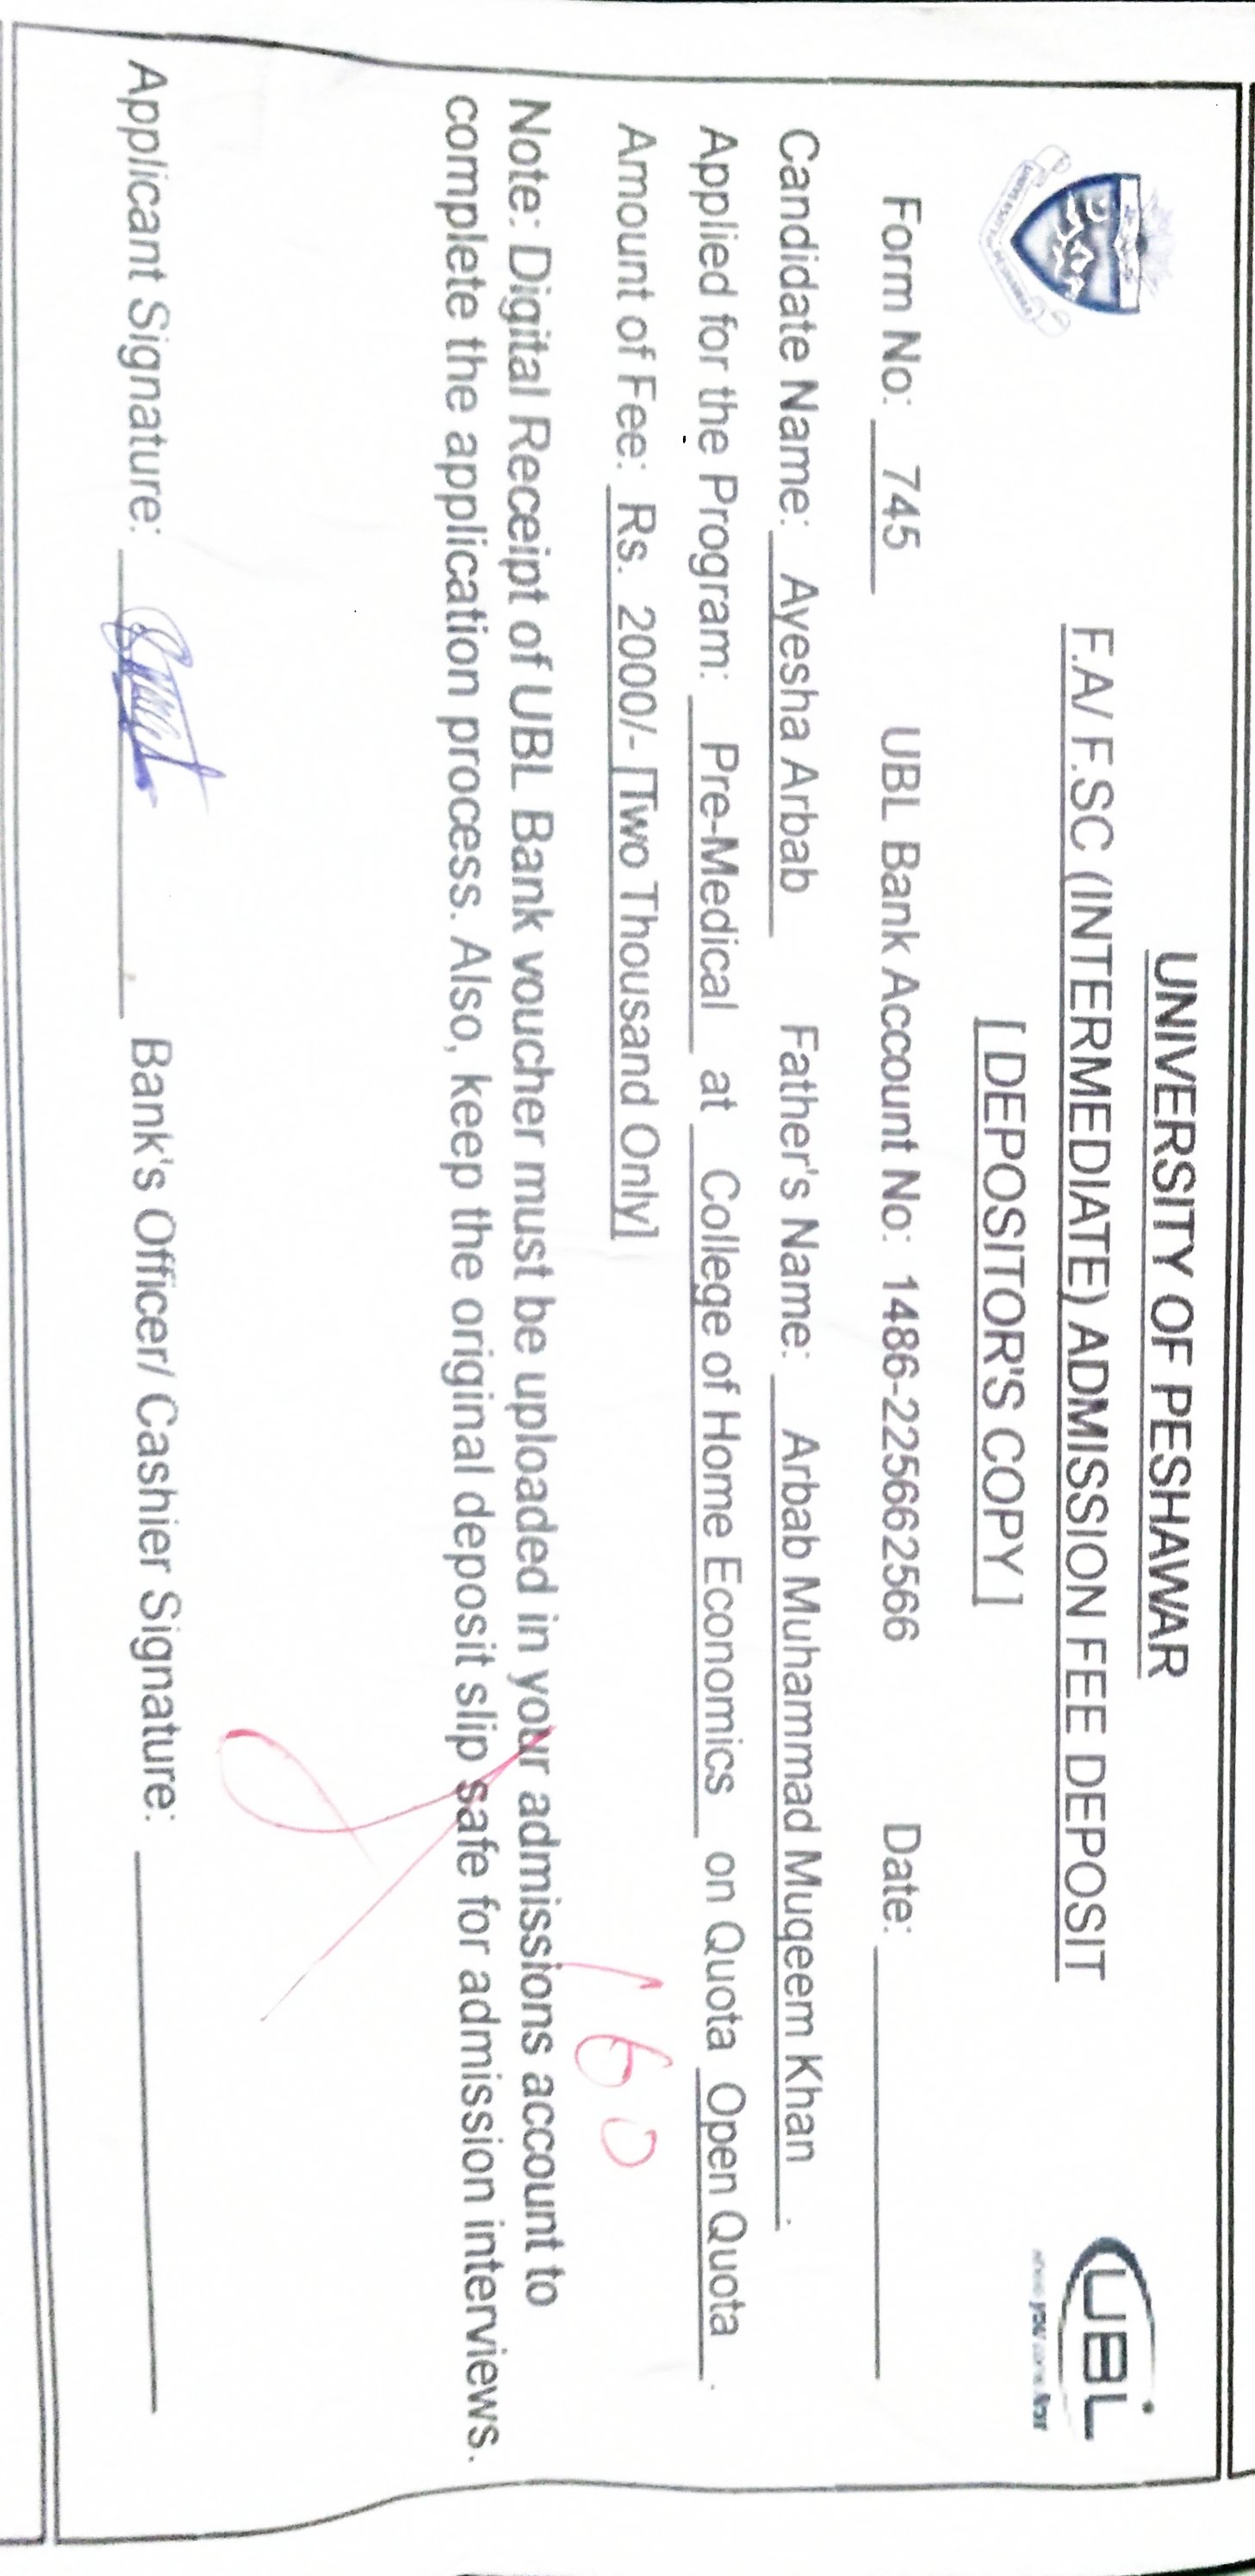 UNIVERSITY OF PESHAWAR
F.A/ F.SC (INTERMEDIATE) ADMISSION FEE DEPOSIT
[ DEPOSITOR'S COPY ]
UBL
where you come first
Form No: 745 UBL Bank Account No: 1486-225662566 Date:
Candidate Name: Ayesha Arbab Father's Name: Arbab Muhammad Muqeem Khan .
Applied for the Program: Pre-Medical at College of Home Economics on Quota Open Quota .
Amount of Fee: Rs. 2000/- [Two Thousand Only]
160
Note: Digital Receipt of UBL Bank voucher must be uploaded in your admissions account to
complete the application process. Also, keep the original deposit slip safe for admission interviews.
Applicant Signature: Bank's Officer/ Cashier Signature: